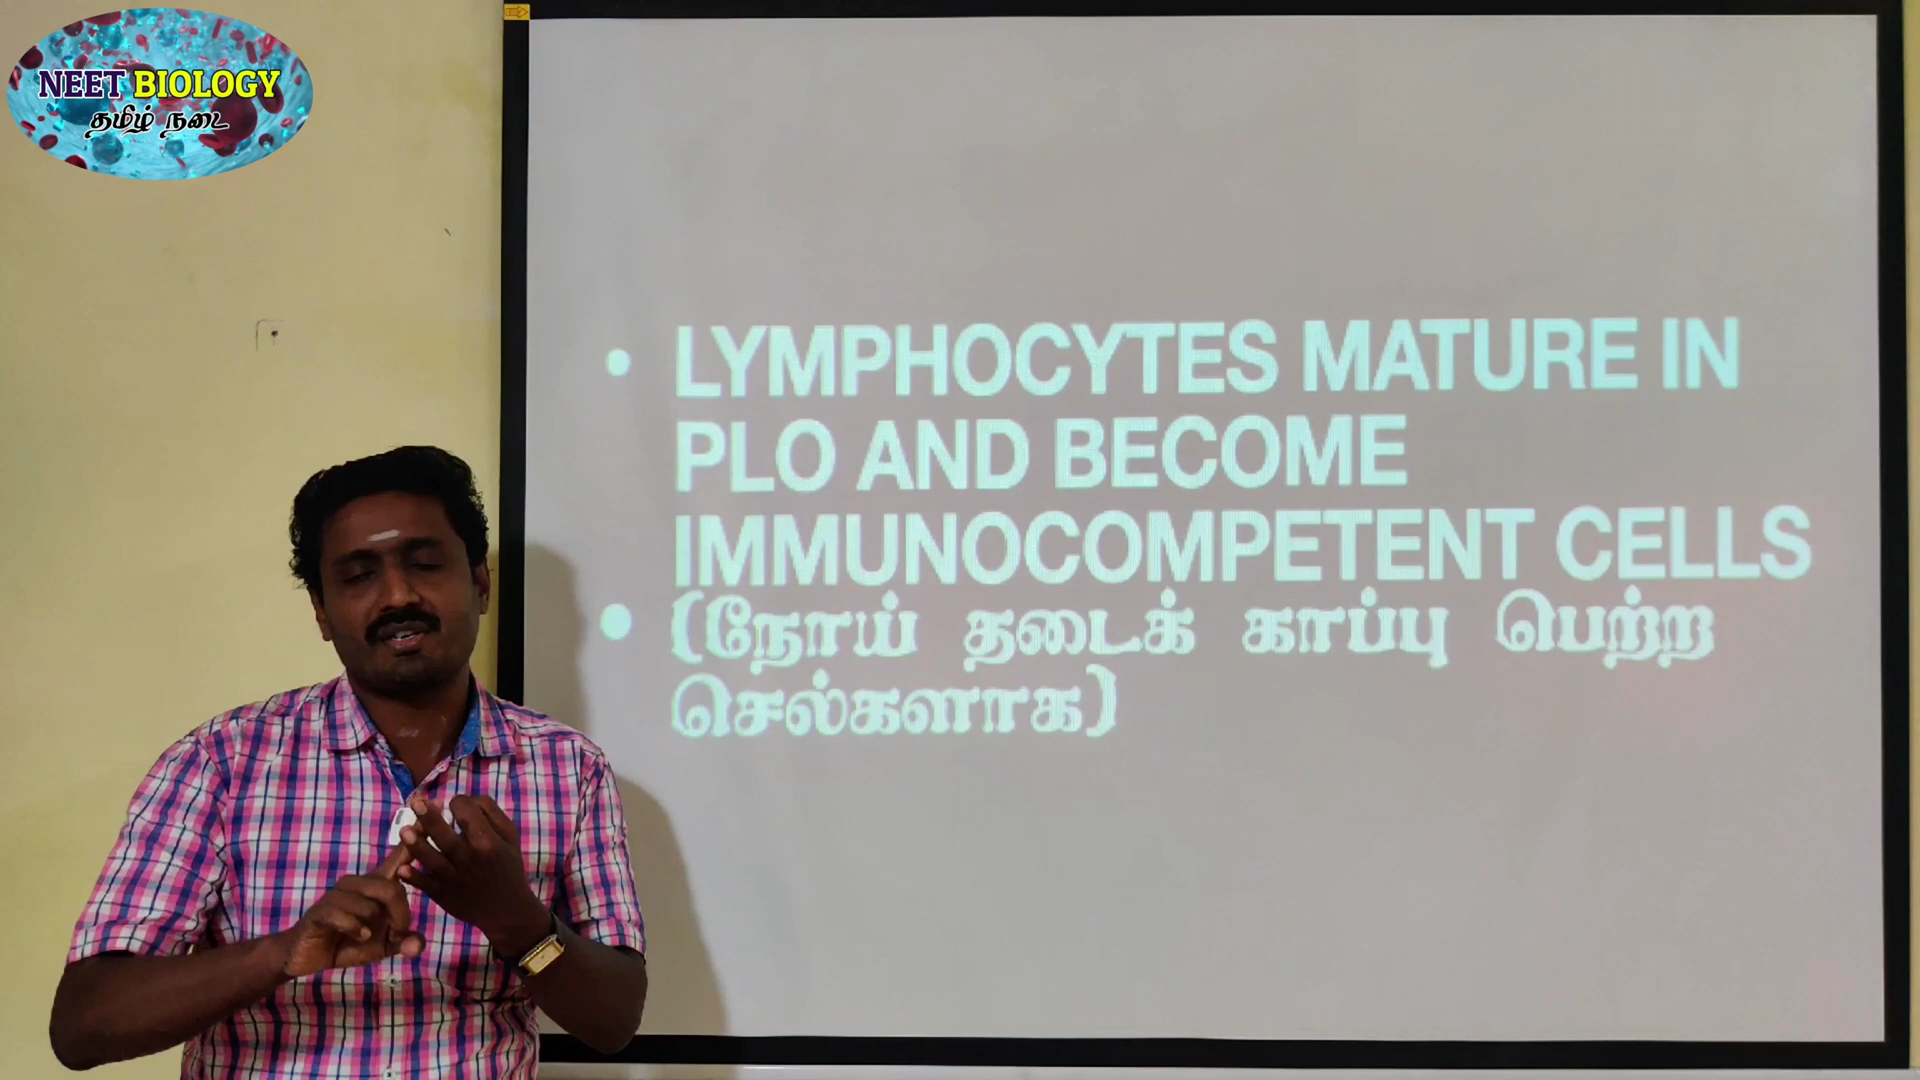 NEET BIOLOGY
தமிழ் நடை
• LYMPHOCYTES MATURE IN
PLO AND BECOME
IMMUNOCOMPETENT CELLS
• (நோய் தடைக் காப்பு பெற்ற
செல்களாக)